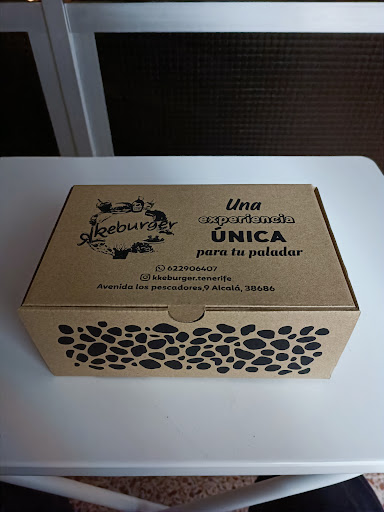 kkeburger
Una
experiencia
ÚNICA
para tu paladar
622906407
kkeburger.tenerife
Avenida los pescadores,9 Alcalá, 38686